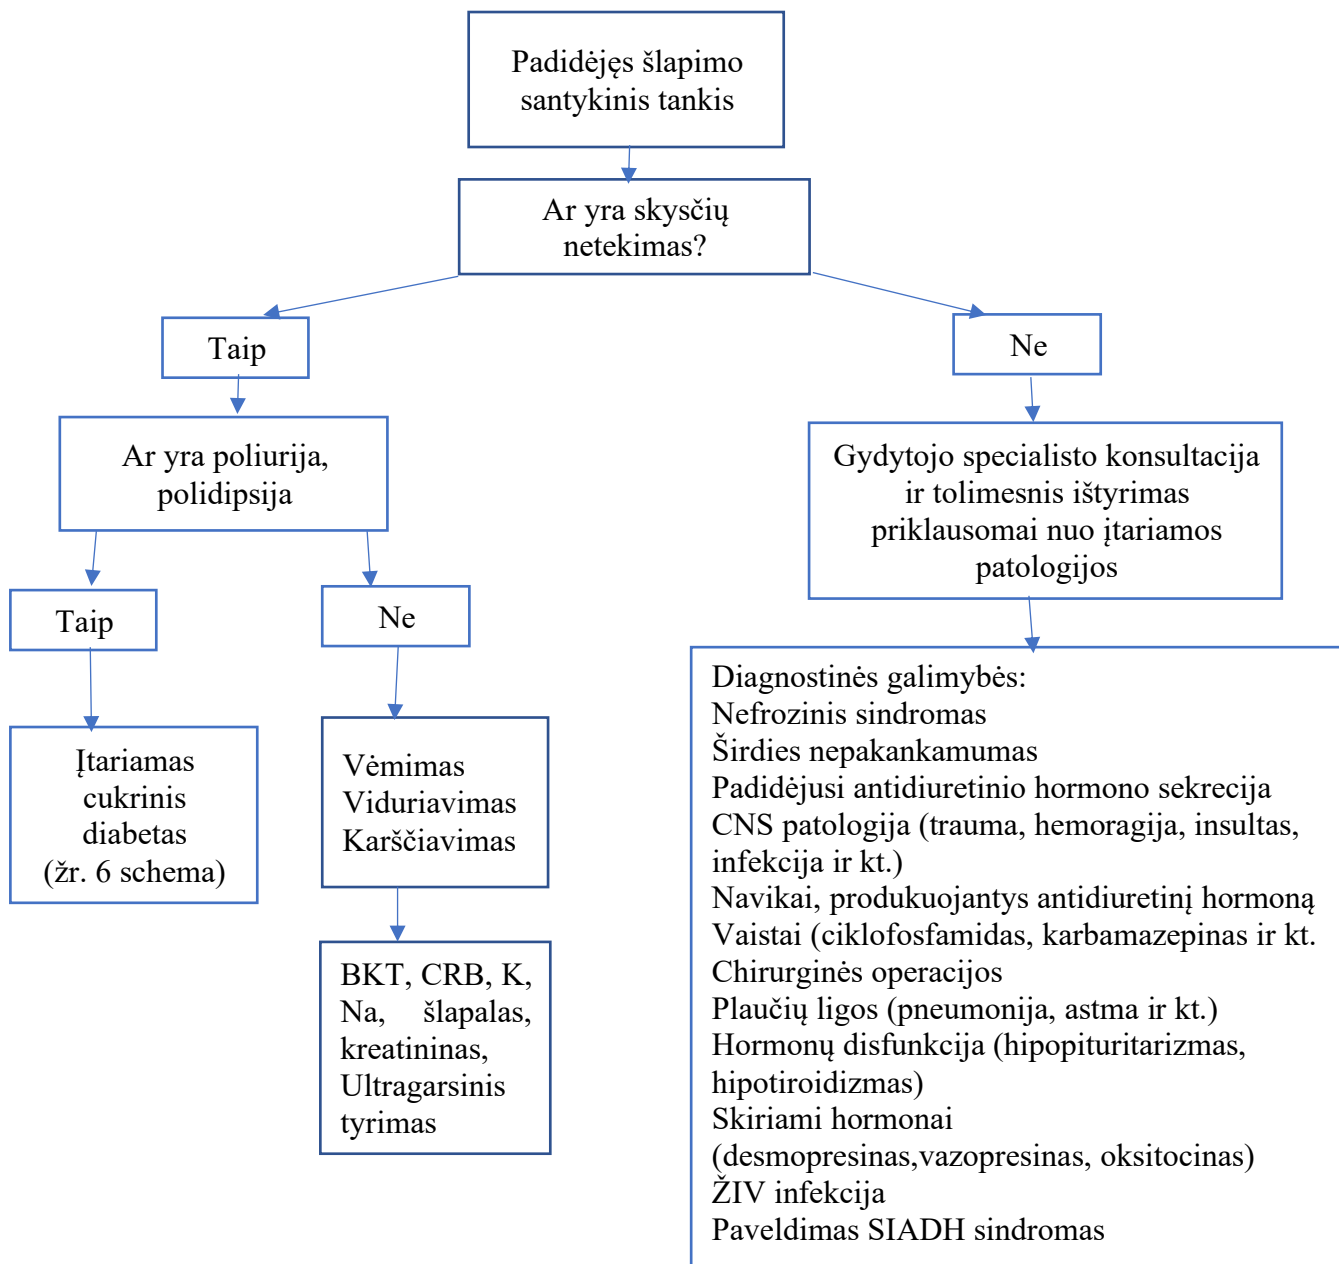 Padidėjęs šlapimo
santykinis tankis
Ar yra skysčių
netekimas?
Taip
Ne
Ar yra poliurija,
polidipsija
Gydytojo specialisto konsultacija
ir tolimesnis ištyrimas
priklausomai nuo įtariamos
patologijos
Taip
Ne
Įtariamas
cukrinis
diabetas
(žr. 6 schema)
Vėmimas
Viduriavimas
Karščiavimas
BKT, CRB, K,
Na, šlapalas,
kreatininas,
Ultragarsinis
tyrimas
Diagnostinės galimybės:
Nefrozinis sindromas
Širdies nepakankamumas
Padidėjusi antidiuretinio hormono sekrecija
CNS patologija (trauma, hemoragija, insultas,
infekcija ir kt.)
Navikai, produkuojantys antidiuretinį hormoną
Vaistai (ciklofosfamidas, karbamazepinas ir kt.
Chirurginės operacijos
Plaučių ligos (pneumonija, astma ir kt.)
Hormonų disfunkcija (hipopituritarizmas,
hipotiroidizmas)
Skiriami hormonai
(desmopresinas,vazopresinas, oksitocinas)
ŽIV infekcija
Paveldimas SIADH sindromas